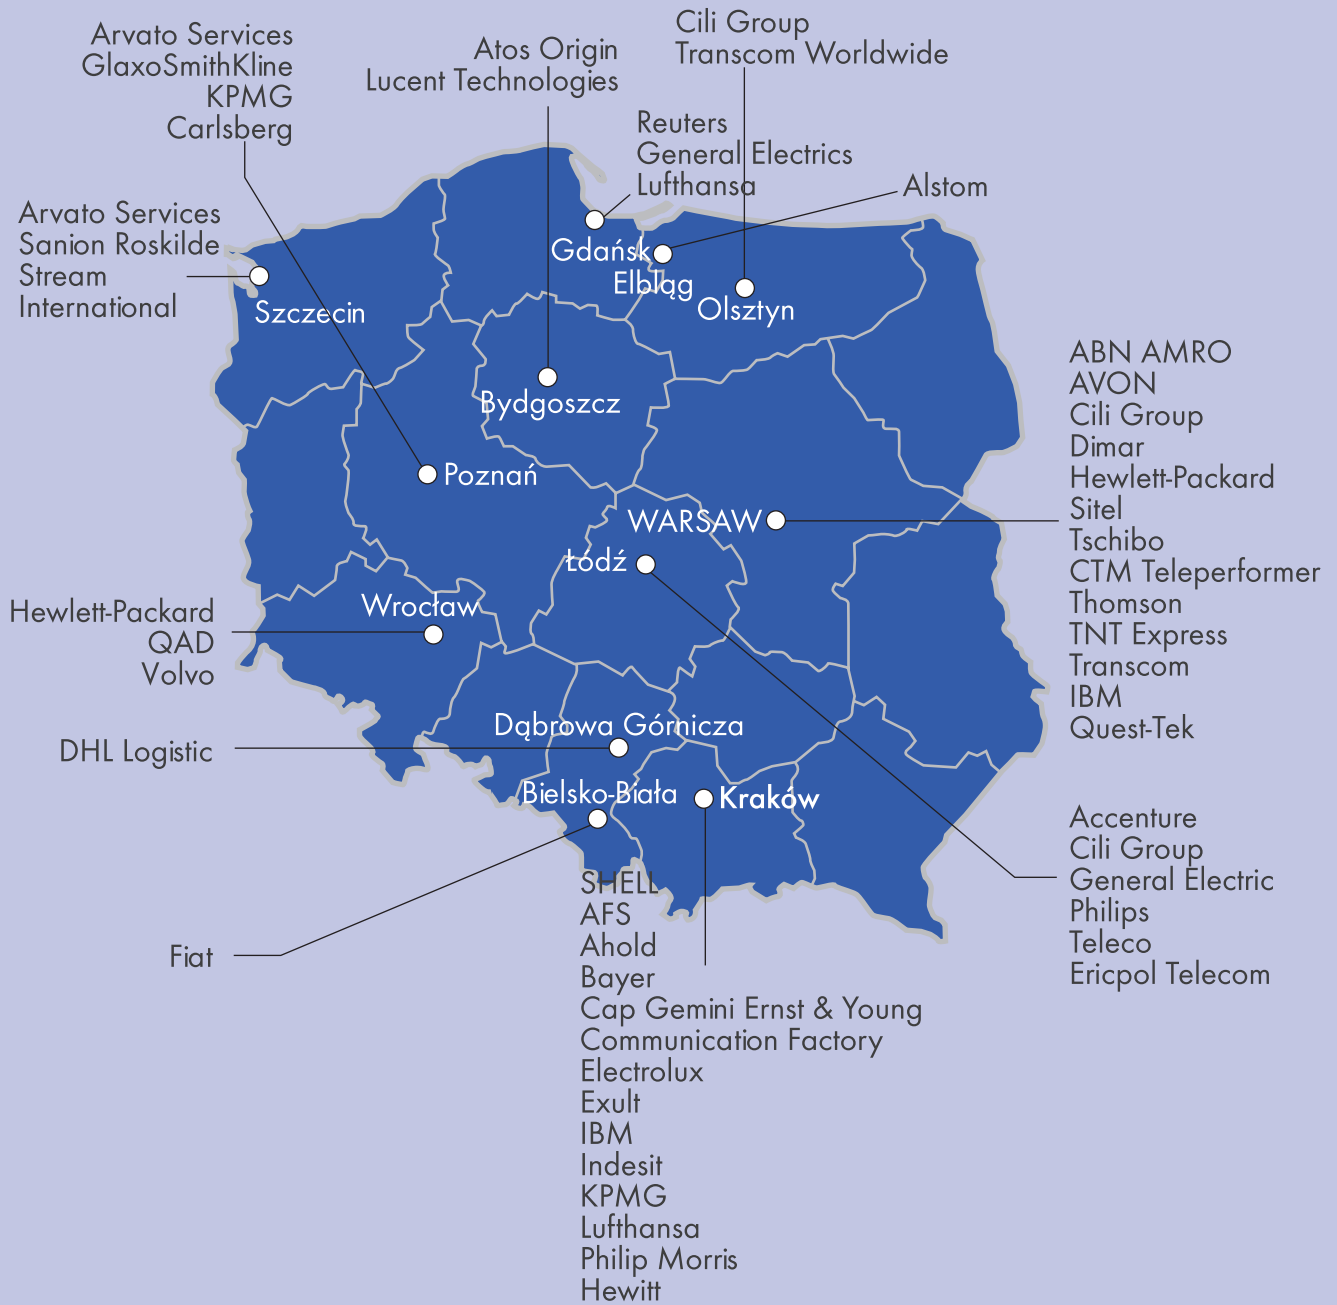 Arvato Services
GlaxoSmithKline
KPMG
Carlsberg
Atos Origin
Lucent Technologies
Cili Group
Transcom Worldwide
Reuters
General Electrics
Lufthansa
Alstom
Arvato Services
Sanion Roskilde
Stream
International
Gdańsk
Elbląg
Olsztyn
Szczecin
Bydgoszcz
Poznań
WARSAW
Łódź
Wrocław
Dąbrowa Górnicza
Bielsko-Biała
Kraków
ABN AMRO
AVON
Cili Group
Dimar
Hewlett-Packard
Sitel
Tschibo
CTM Teleperformer
Thomson
TNT Express
Transcom
IBM
Quest-Tek
Hewlett-Packard
QAD
Volvo
DHL Logistic
Fiat
Accenture
Cili Group
General Electric
Philips
Teleco
Ericpol Telecom
SHELL
AFS
Ahold
Bayer
Cap Gemini Ernst & Young
Communication Factory
Electrolux
Exult
IBM
Indesit
KPMG
Lufthansa
Philip Morris
Hewitt